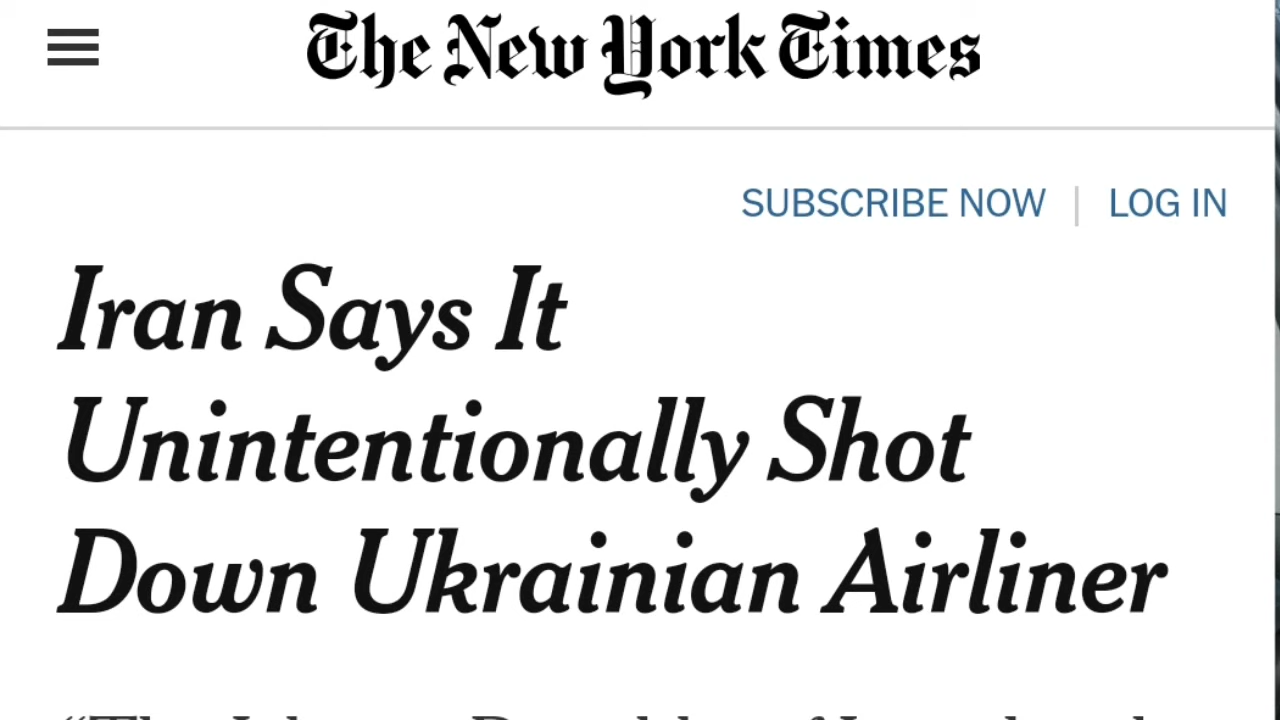 The New York Times
SUBSCRIBE NOW | LOG IN
Iran Says It
Unintentionally Shot
Down Ukrainian Airliner